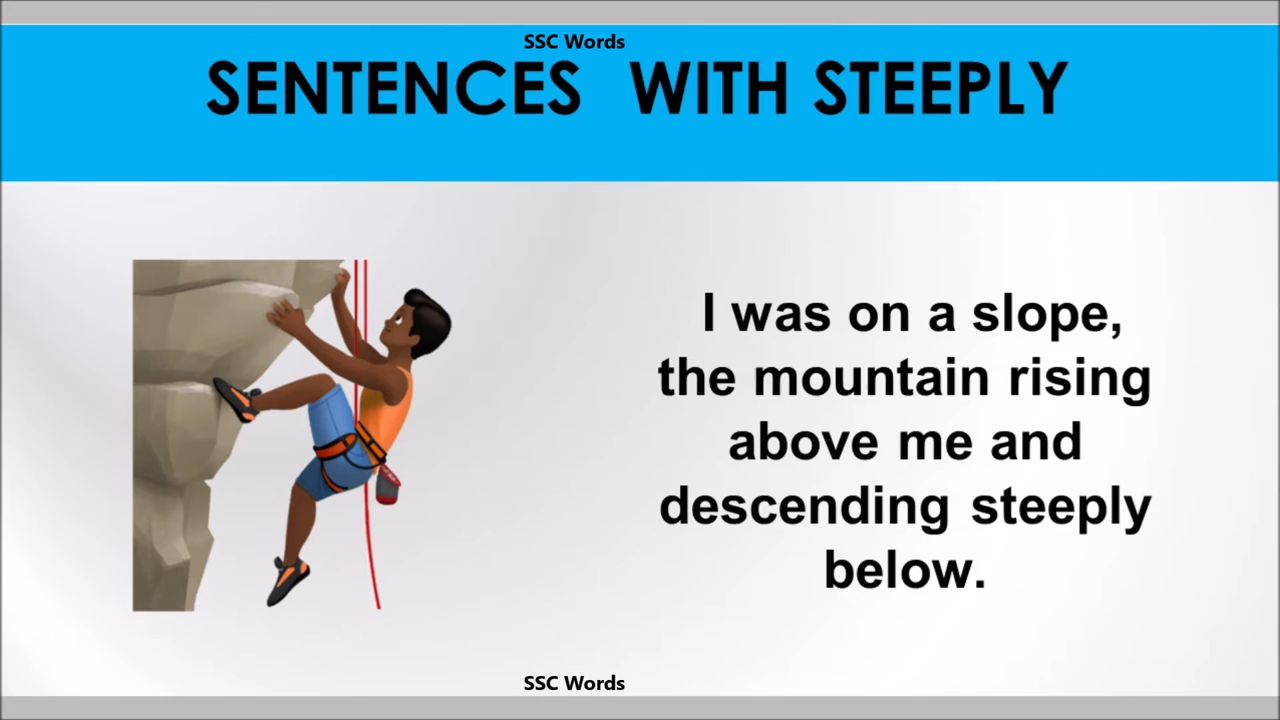 SSC Words
SENTENCES WITH STEEPLY
I was on a slope,
the mountain rising
above me and
descending steeply
below.
SSC Words